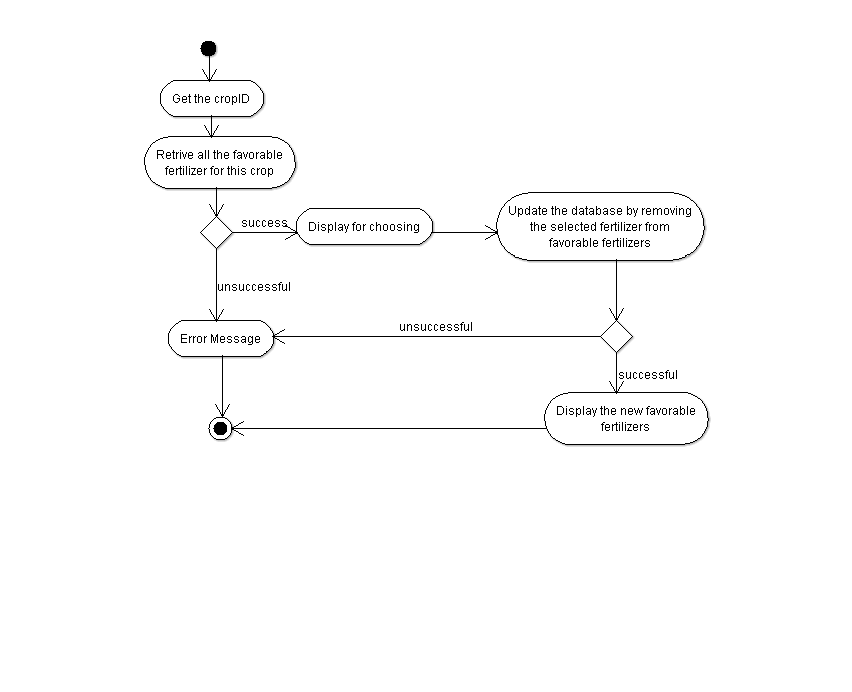 Get the cropID
Retrive all the favorable
fertilizer for this crop
success
Display for choosing
Update the database by removing
the selected fertilizer from
favorable fertilizers
unsuccessful
Error Message
unsuccessful
successful
Display the new favorable
fertilizers